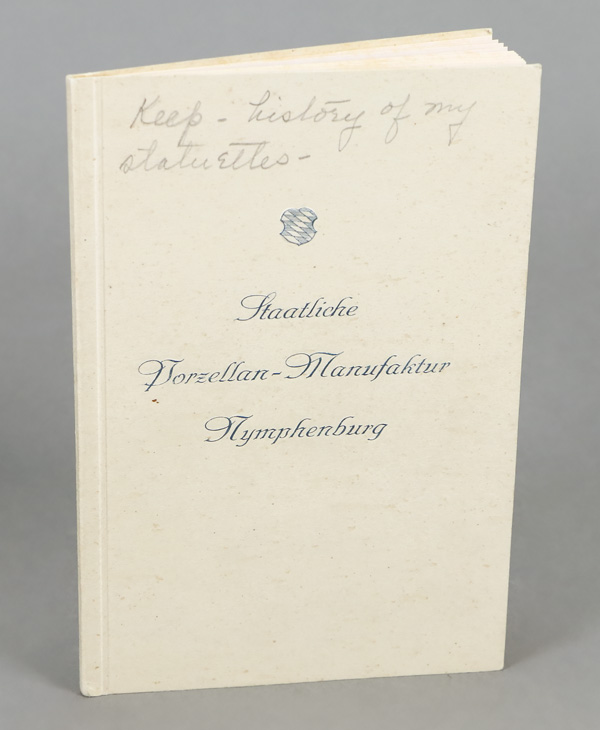 Keep - history of my
statuettes -
Staatliche
Porzellan-Manufaktur
Nymphenburg